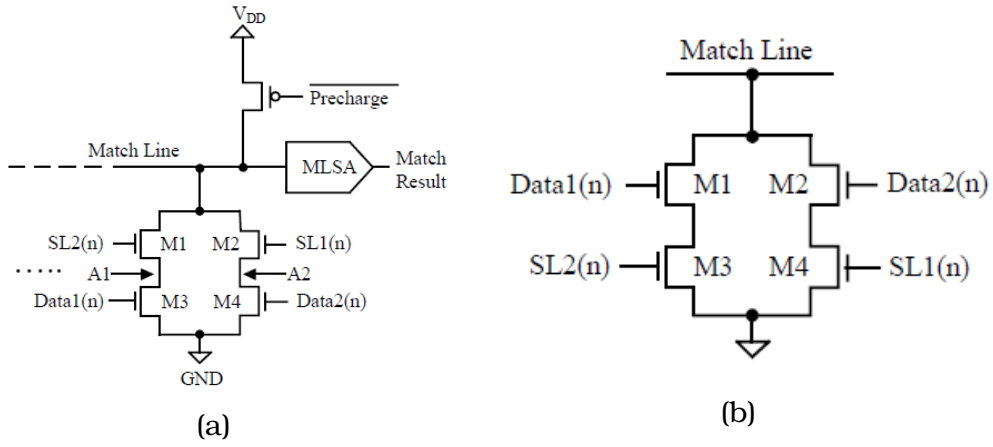 V_DD
Precharge
Match Line
MLSA
Match
Result
SL2(n)
M1
M2
SL1(n)
.....
A1
A2
Data1(n)
M3
M4
Data2(n)
GND
(a)
Match Line
Data1(n)
M1
M2
Data2(n)
SL2(n)
M3
M4
SL1(n)
(b)